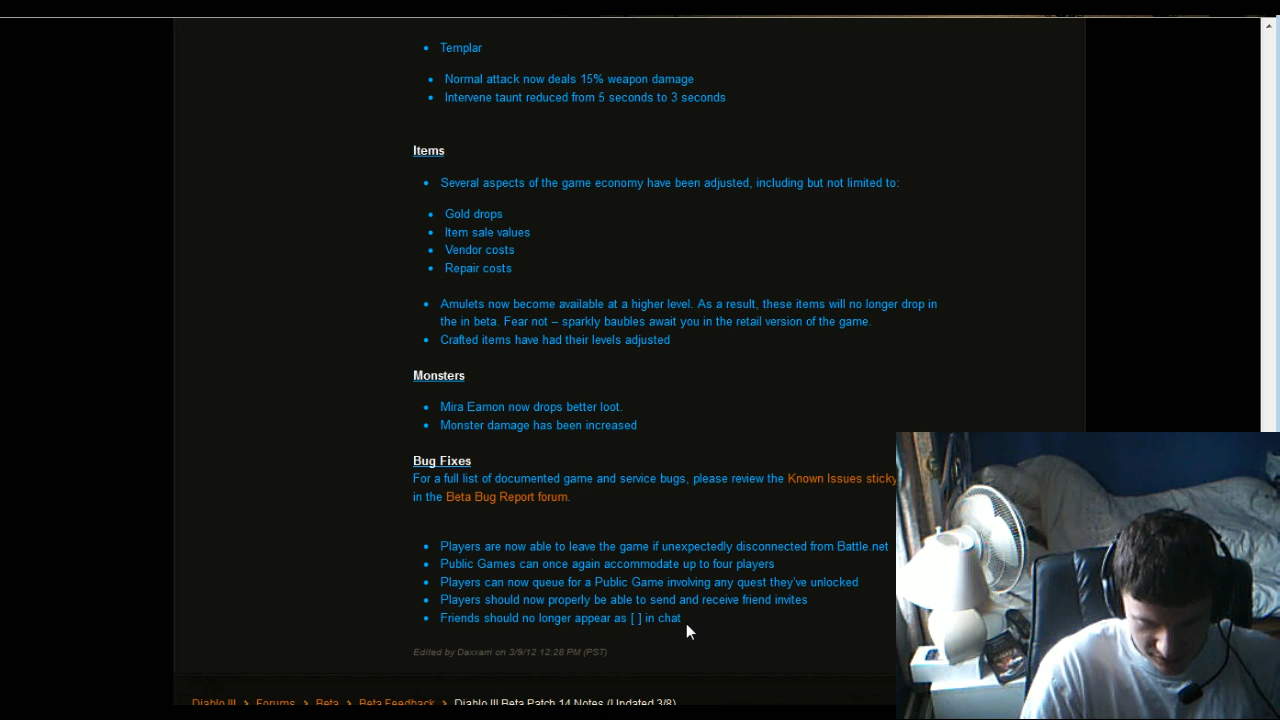 Templar
Normal attack now deals 15% weapon damage
Intervene taunt reduced from 5 seconds to 3 seconds
Items
Several aspects of the game economy have been adjusted, including but not limited to:
Gold drops
Item sale values
Vendor costs
Repair costs
Amulets now become available at a higher level. As a result, these items will no longer drop in
the in beta. Fear not – sparkly baubles await you in the retail version of the game.
Crafted items have had their levels adjusted
Monsters
Mira Eamon now drops better loot.
Monster damage has been increased
Bug Fixes
For a full list of documented game and service bugs, please review the Known Issues sticky
in the Beta Bug Report forum.
Players are now able to leave the game if unexpectedly disconnected from Battle.net
Public Games can once again accommodate up to four players
Players can now queue for a Public Game involving any quest they've unlocked
Players should now properly be able to send and receive friend invites
Friends should no longer appear as [ ] in chat
Edited by Daxxarri on 3/9/12 12:28 PM (PST)
Diablo III > Forums > Beta > Beta Feedback > Diablo III Beta Patch 14 Notes (Updated 3/8)